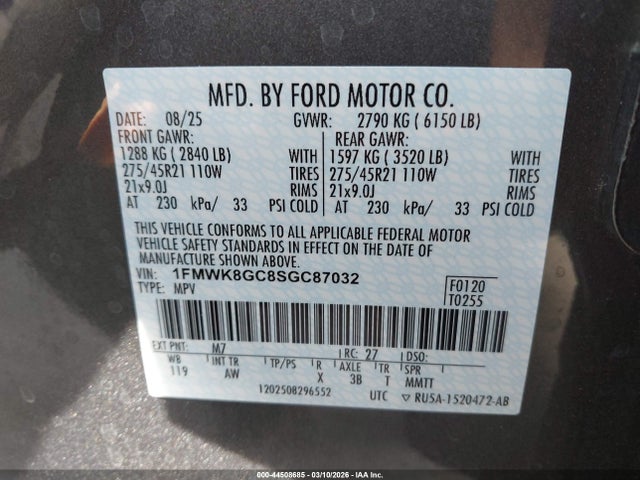 MFD. BY FORD MOTOR CO.
DATE: 08/25 GVWR: 2790 KG ( 6150 LB)
FRONT GAWR: REAR GAWR:
1288 KG ( 2840 LB) WITH 1597 KG ( 3520 LB) WITH
275/45R21 110W TIRES 275/45R21 110W TIRES
21x9.0J RIMS 21x9.0J RIMS
AT 230 kPa/ 33 PSI COLD AT 230 kPa/ 33 PSI COLD
THIS VEHICLE CONFORMS TO ALL APPLICABLE FEDERAL MOTOR
VEHICLE SAFETY STANDARDS IN EFFECT ON THE DATE OF
MANUFACTURE SHOWN ABOVE.
VIN: 1FMWK8GC8SGC87032
TYPE: MPV
F0120
T0255
EXT PNT: M7 RC: 27 DSO:
WB INT TR TP/PS R AXLE TR SPR
119 AW X 3B T MMTT
1202508296552 UTC ▽ RU5A-1520472-AB
00-44508685 - 03/10/2026 - IAA Inc.